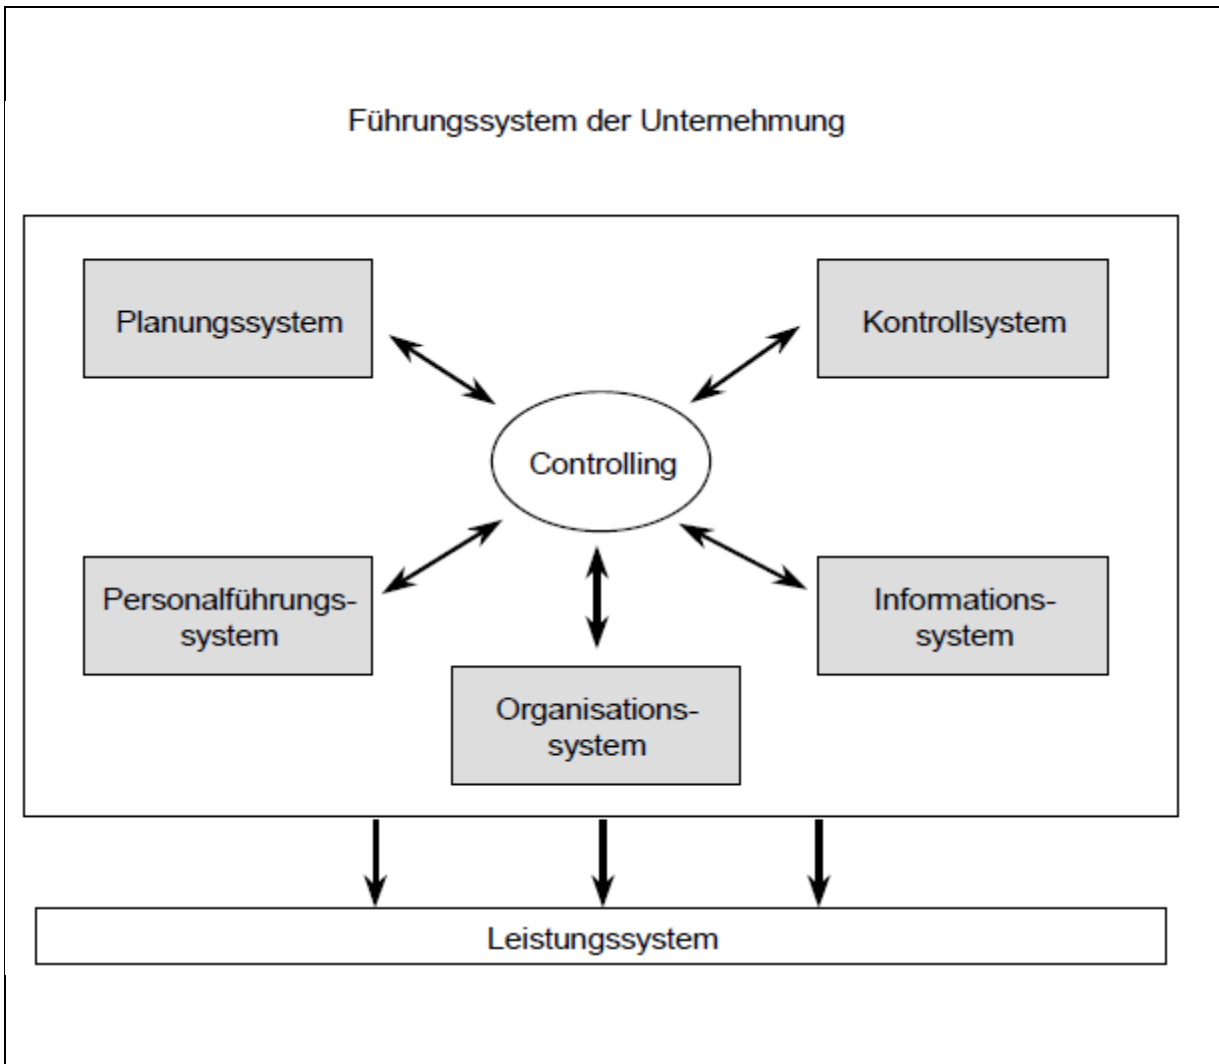 Führungssystem der Unternehmung
Planungssystem
Kontrollsystem
Controlling
Personalführungs-
system
Informations-
system
Organisations-
system
Leistungssystem